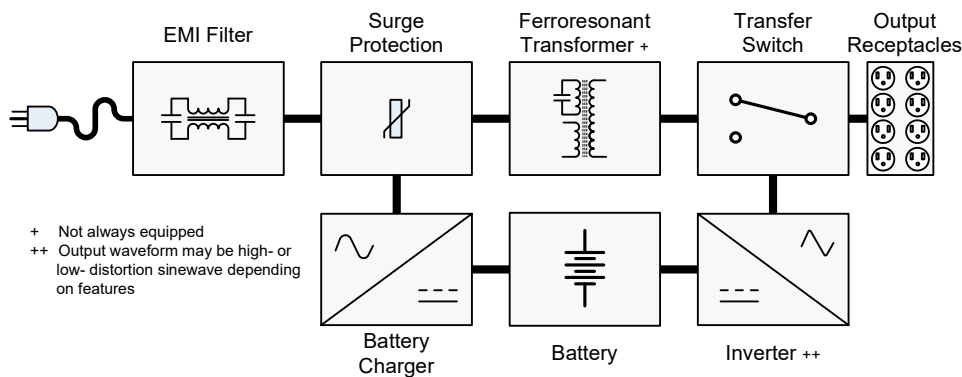 EMI Filter
Surge
Protection
Ferroresonant
Transformer +
Transfer
Switch
Output
Receptacles
+ Not always equipped
++ Output waveform may be high- or
low- distortion sinewave depending
on features
Battery
Charger
Battery
Inverter ++